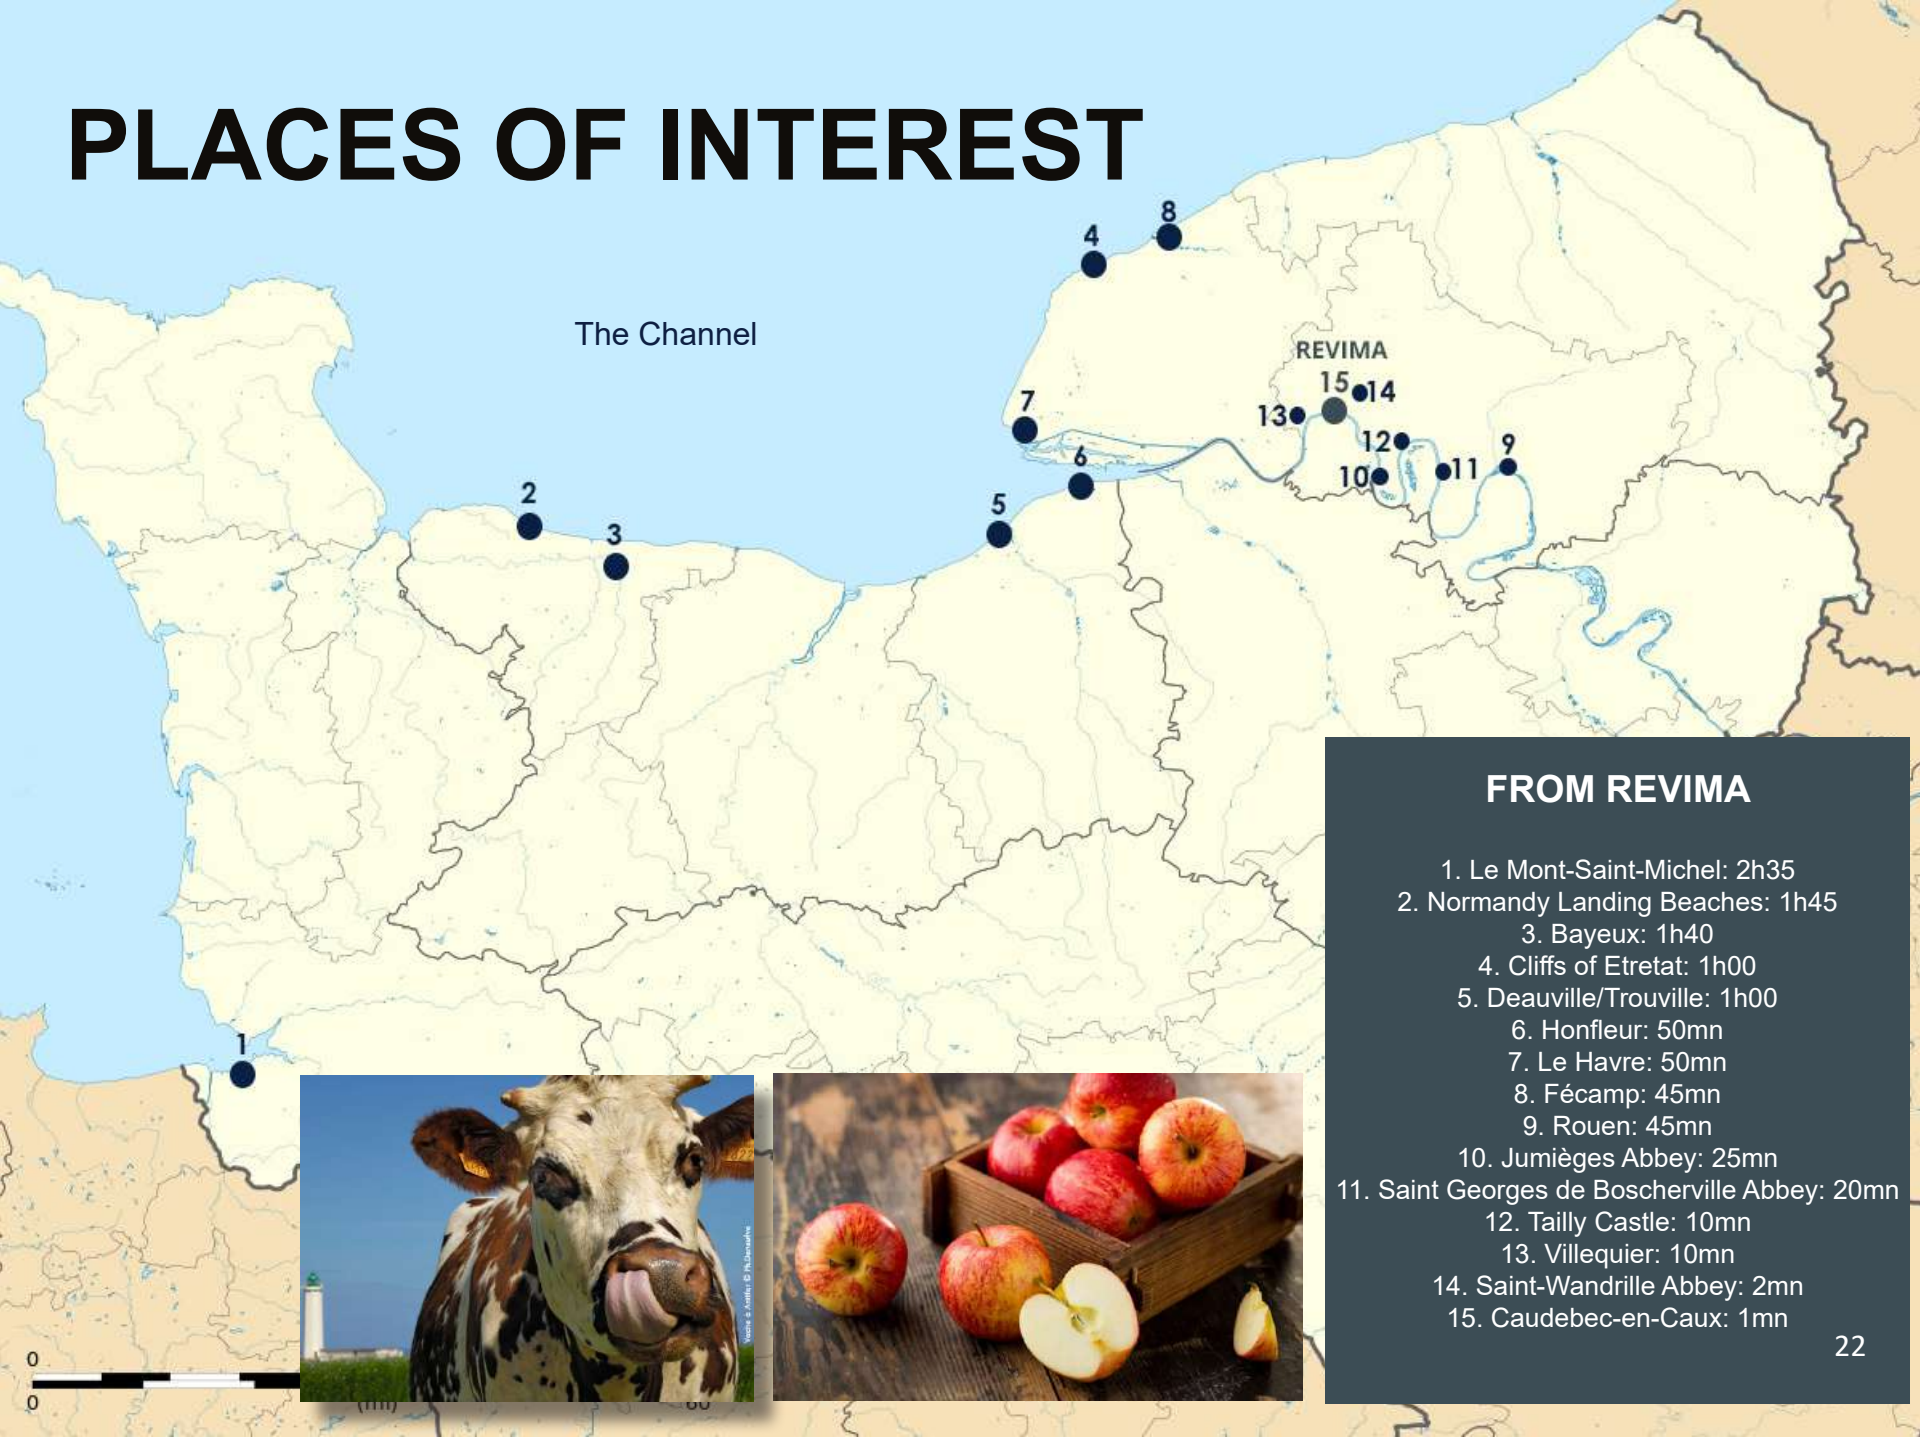 PLACES OF INTEREST
8
4
The Channel
REVIMA
15
14
7
13
12
9
6
11
10
2
5
3
1
FROM REVIMA
1. Le Mont-Saint-Michel: 2h35
2. Normandy Landing Beaches: 1h45
3. Bayeux: 1h40
4. Cliffs of Etretat: 1h00
5. Deauville/Trouville: 1h00
6. Honfleur: 50mn
7. Le Havre: 50mn
8. Fécamp: 45mn
9. Rouen: 45mn
10. Jumièges Abbey: 25mn
11. Saint Georges de Boscherville Abbey: 20mn
12. Tailly Castle: 10mn
13. Villequier: 10mn
14. Saint-Wandrille Abbey: 2mn
15. Caudebec-en-Caux: 1mn
22
0
0
(mi)
60